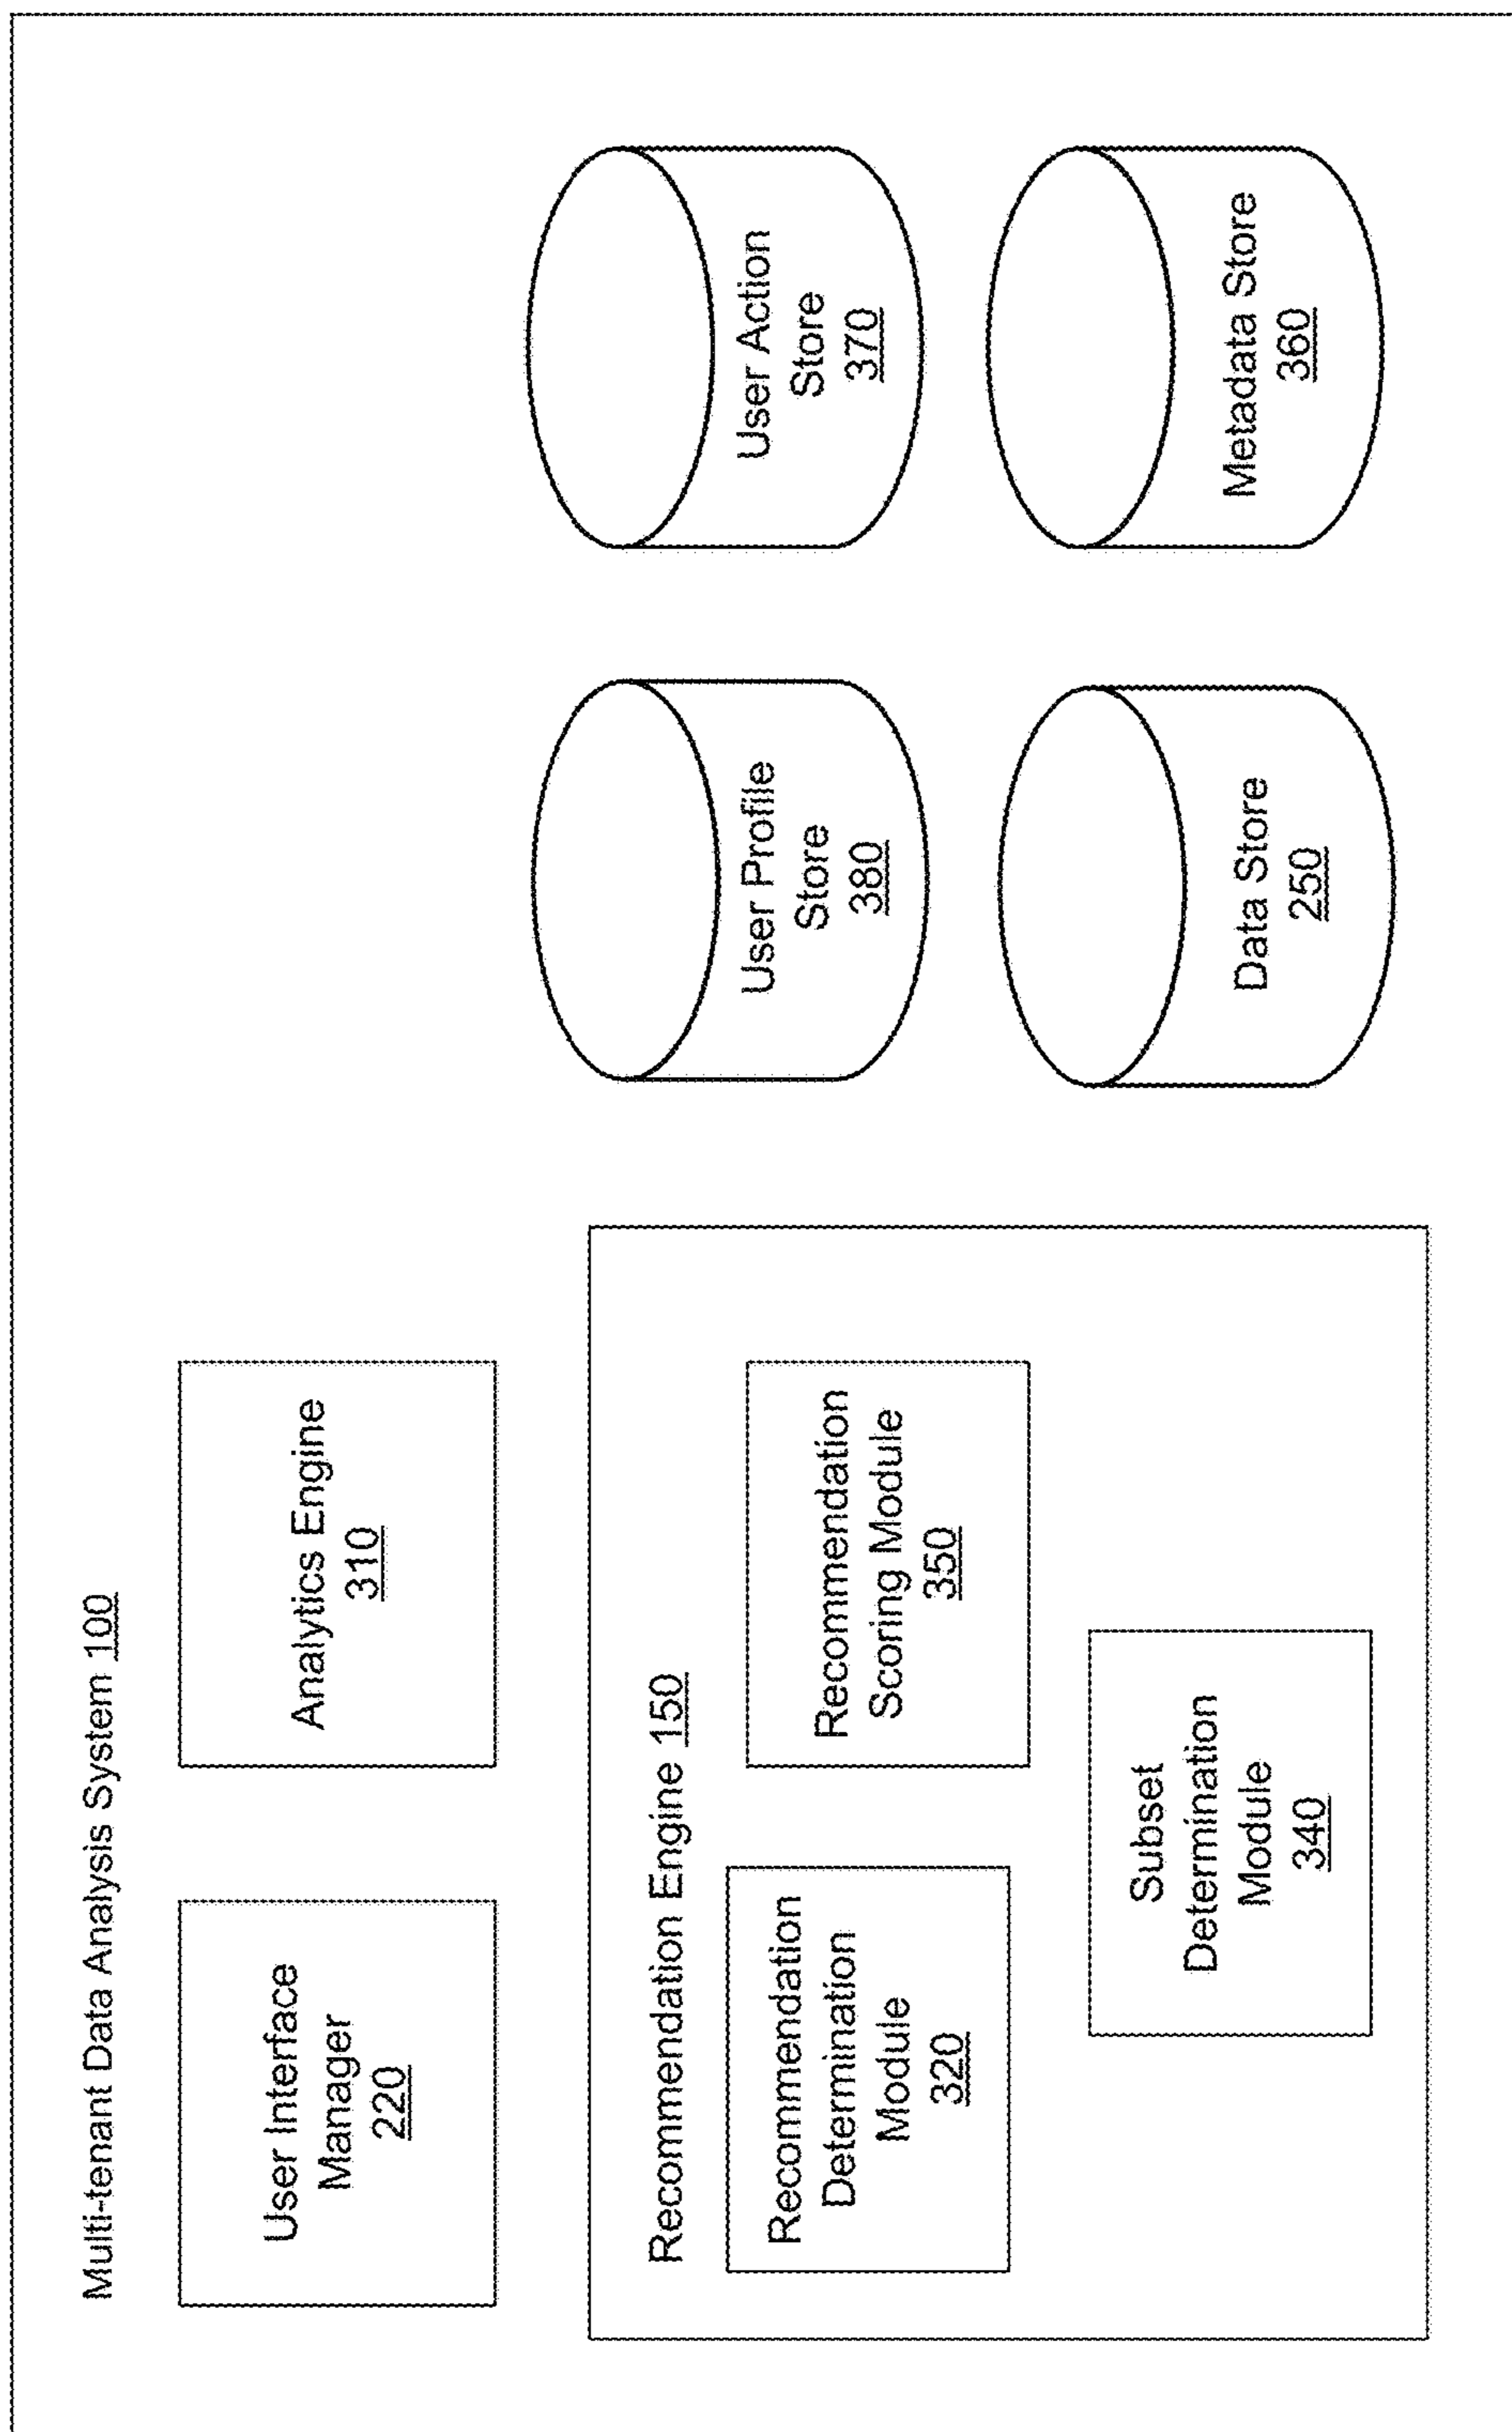 Multi-tenant Data Analysis System 100
User Interface
Manager
220
Analytics Engine
310
Recommendation Engine 150
Recommendation
Determination
Module
320
Recommendation
Scoring Module
350
Subset
Determination
Module
340
User Profile
Store
380
User Action
Store
370
Data Store
250
Metadata Store
360